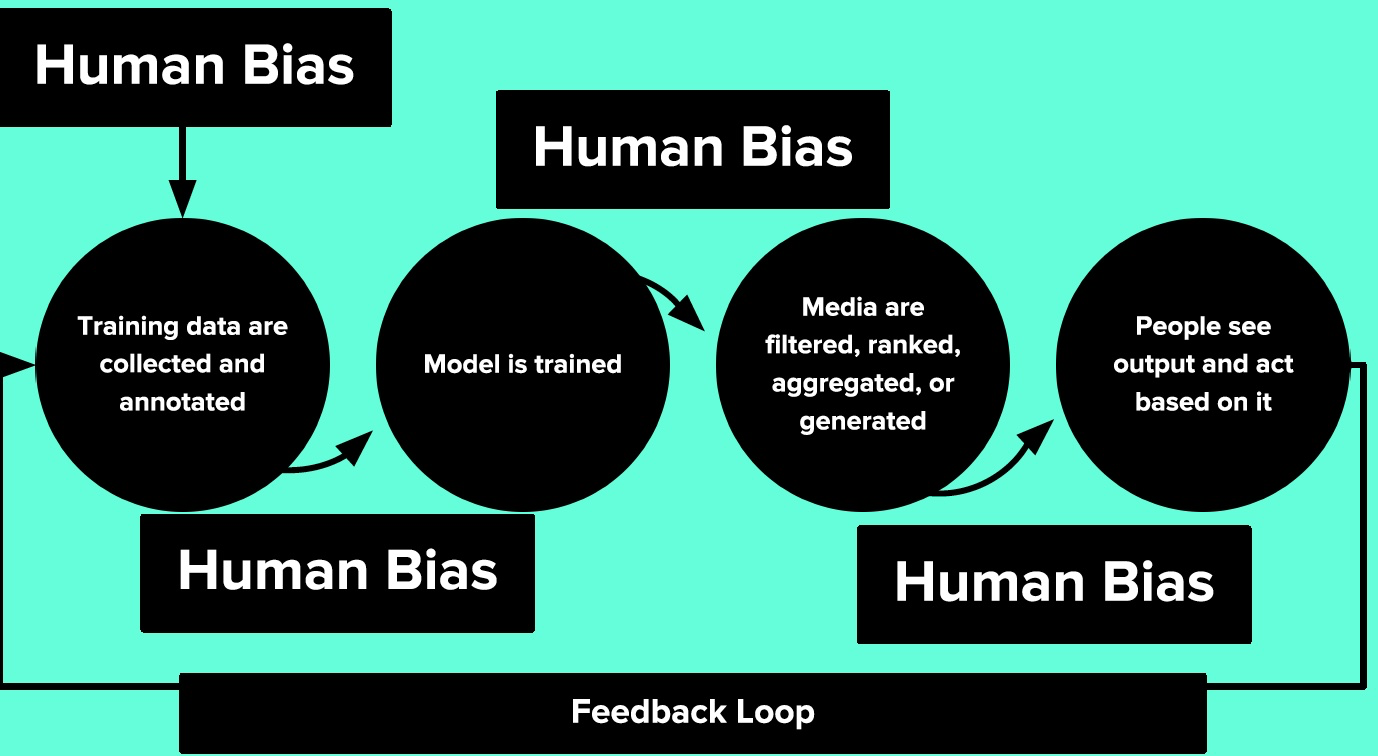 Human Bias
Human Bias
Training data are
collected and
annotated
Model is trained
Media are
filtered, ranked,
aggregated, or
generated
People see
output and act
based on it
Human Bias
Human Bias
Feedback Loop